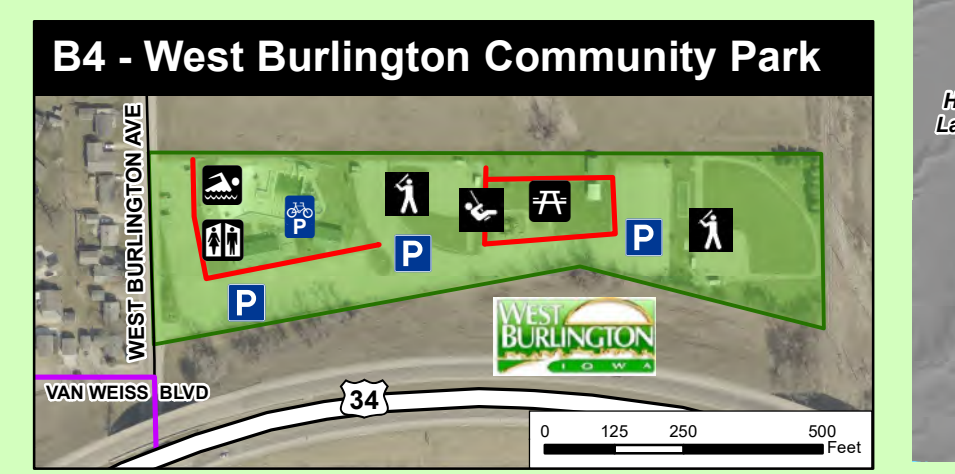 B4 - West Burlington Community Park
WEST BURLINGTON AVE
P
P
P
P
WEST
BURLINGTON
IOWA
VAN WEISS BLVD
34
0 125 250 500
Feet
H
La